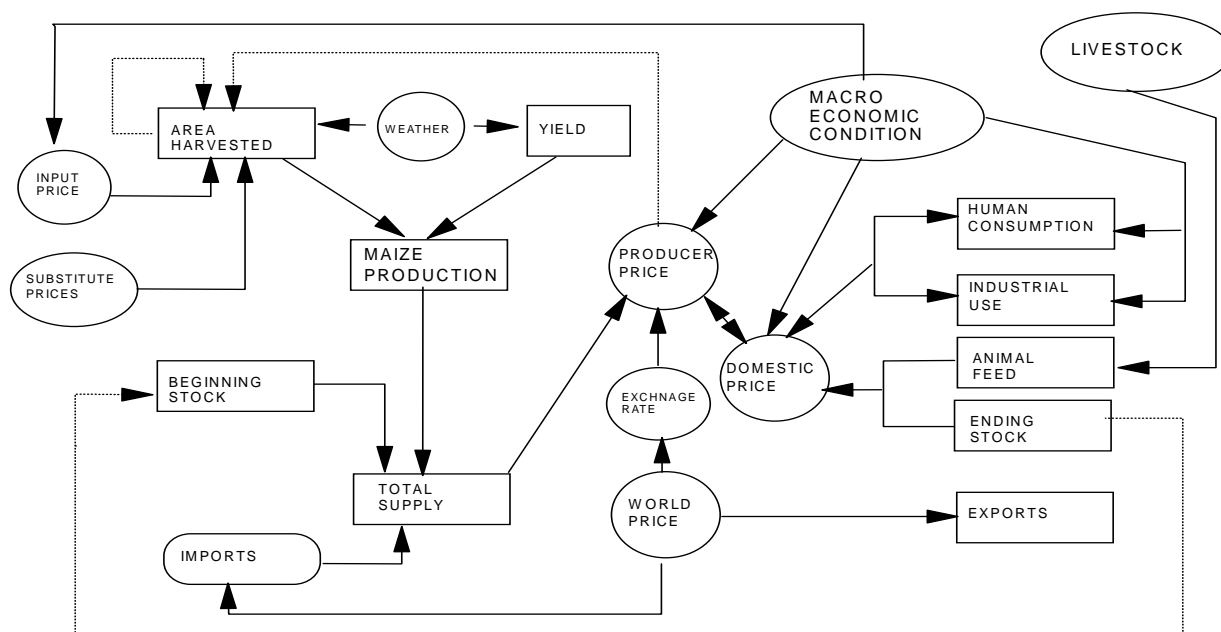 LIVESTOCK
MACRO
ECONOMIC
CONDITION
AREA
HARVESTED
WEATHER
YIELD
INPUT
PRICE
HUMAN
CONSUMPTION
MAIZE
PRODUCTION
PRODUCER
PRICE
SUBSTITUTE
PRICES
INDUSTRIAL
USE
BEGINNING
STOCK
EXCHNAGE
RATE
DOMESTIC
PRICE
ANIMAL
FEED
ENDING
STOCK
TOTAL
SUPPLY
WORLD
PRICE
EXPORTS
IMPORTS